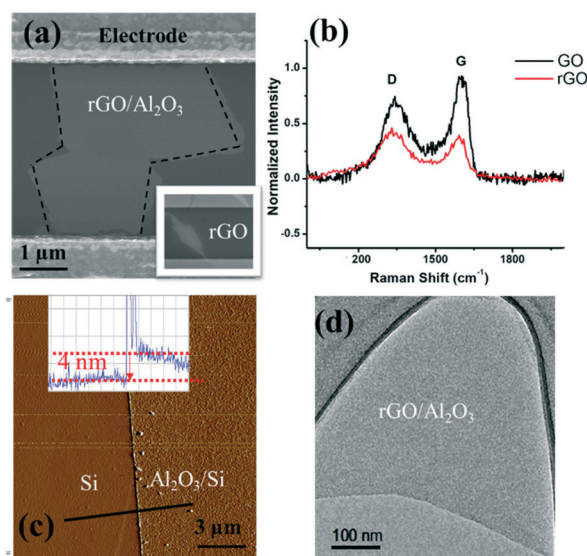 (a)
Electrode
rGO/Al₂O₃
rGO
1 μm
(b)
D
G
GO
rGO
Normalized Intensity
1.0
0.5
0.0
-0.5
1200
1500
1800
Raman Shift (cm⁻¹)
4 nm
Si
Al₂O₃/Si
(c)
3 μm
(d)
rGO/Al₂O₃
100 nm